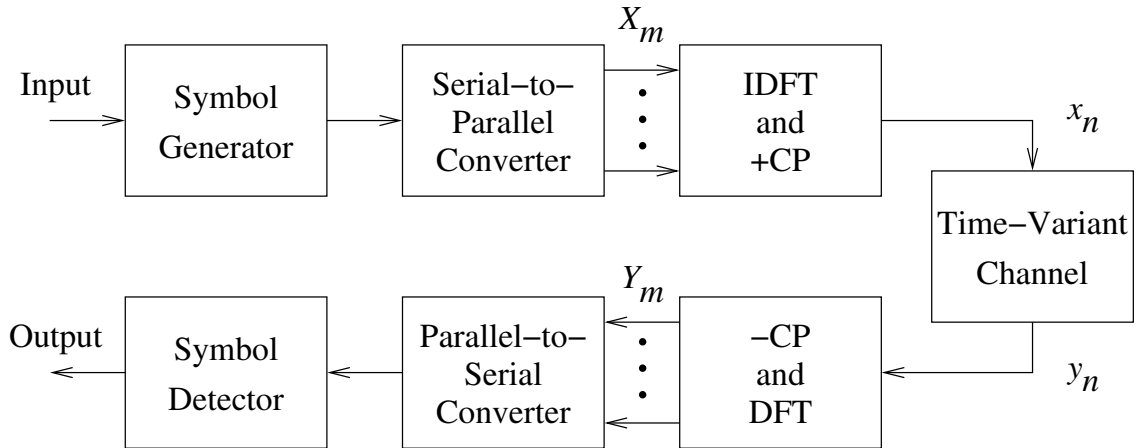 X_m
Input
Symbol
Generator
Serial−to−
Parallel
Converter
IDFT
and
+CP
x_n
Time−Variant
Channel
y_n
−CP
and
DFT
Y_m
Parallel−to−
Serial
Converter
Symbol
Detector
Output